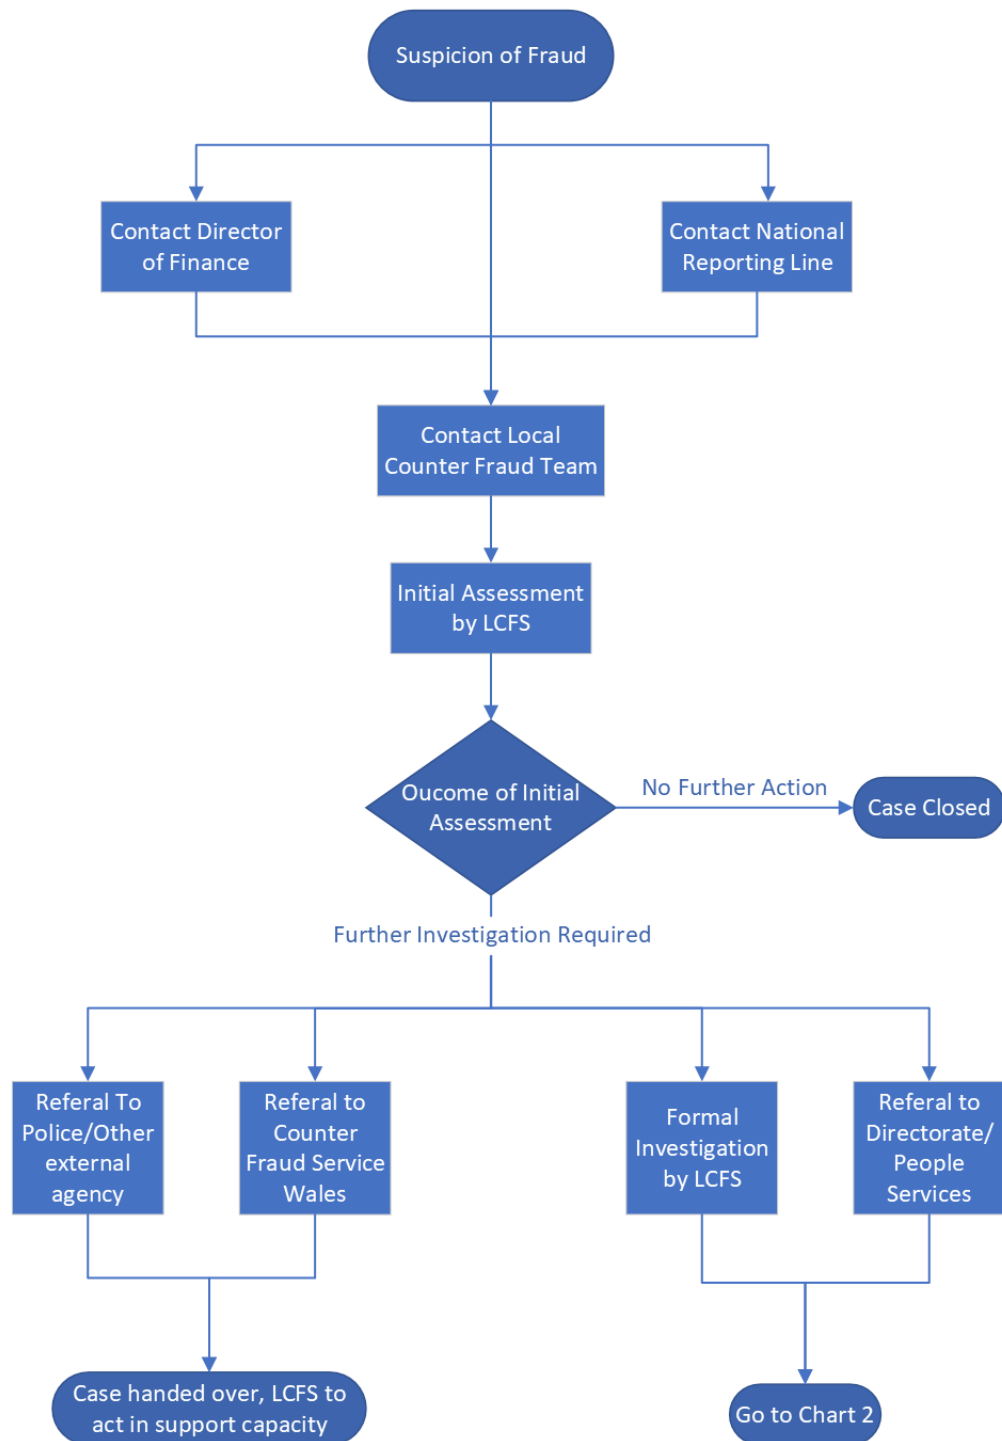 Suspicion of Fraud
Contact Director
of Finance
Contact National
Reporting Line
Contact Local
Counter Fraud Team
Initial Assessment
by LCFS
Oucome of Initial
Assessment
No Further Action
Case Closed
Further Investigation Required
Referal To
Police/Other
external
agency
Referal to
Counter
Fraud Service
Wales
Formal
Investigation
by LCFS
Referal to
Directorate/
People
Services
Case handed over, LCFS to
act in support capacity
Go to Chart 2